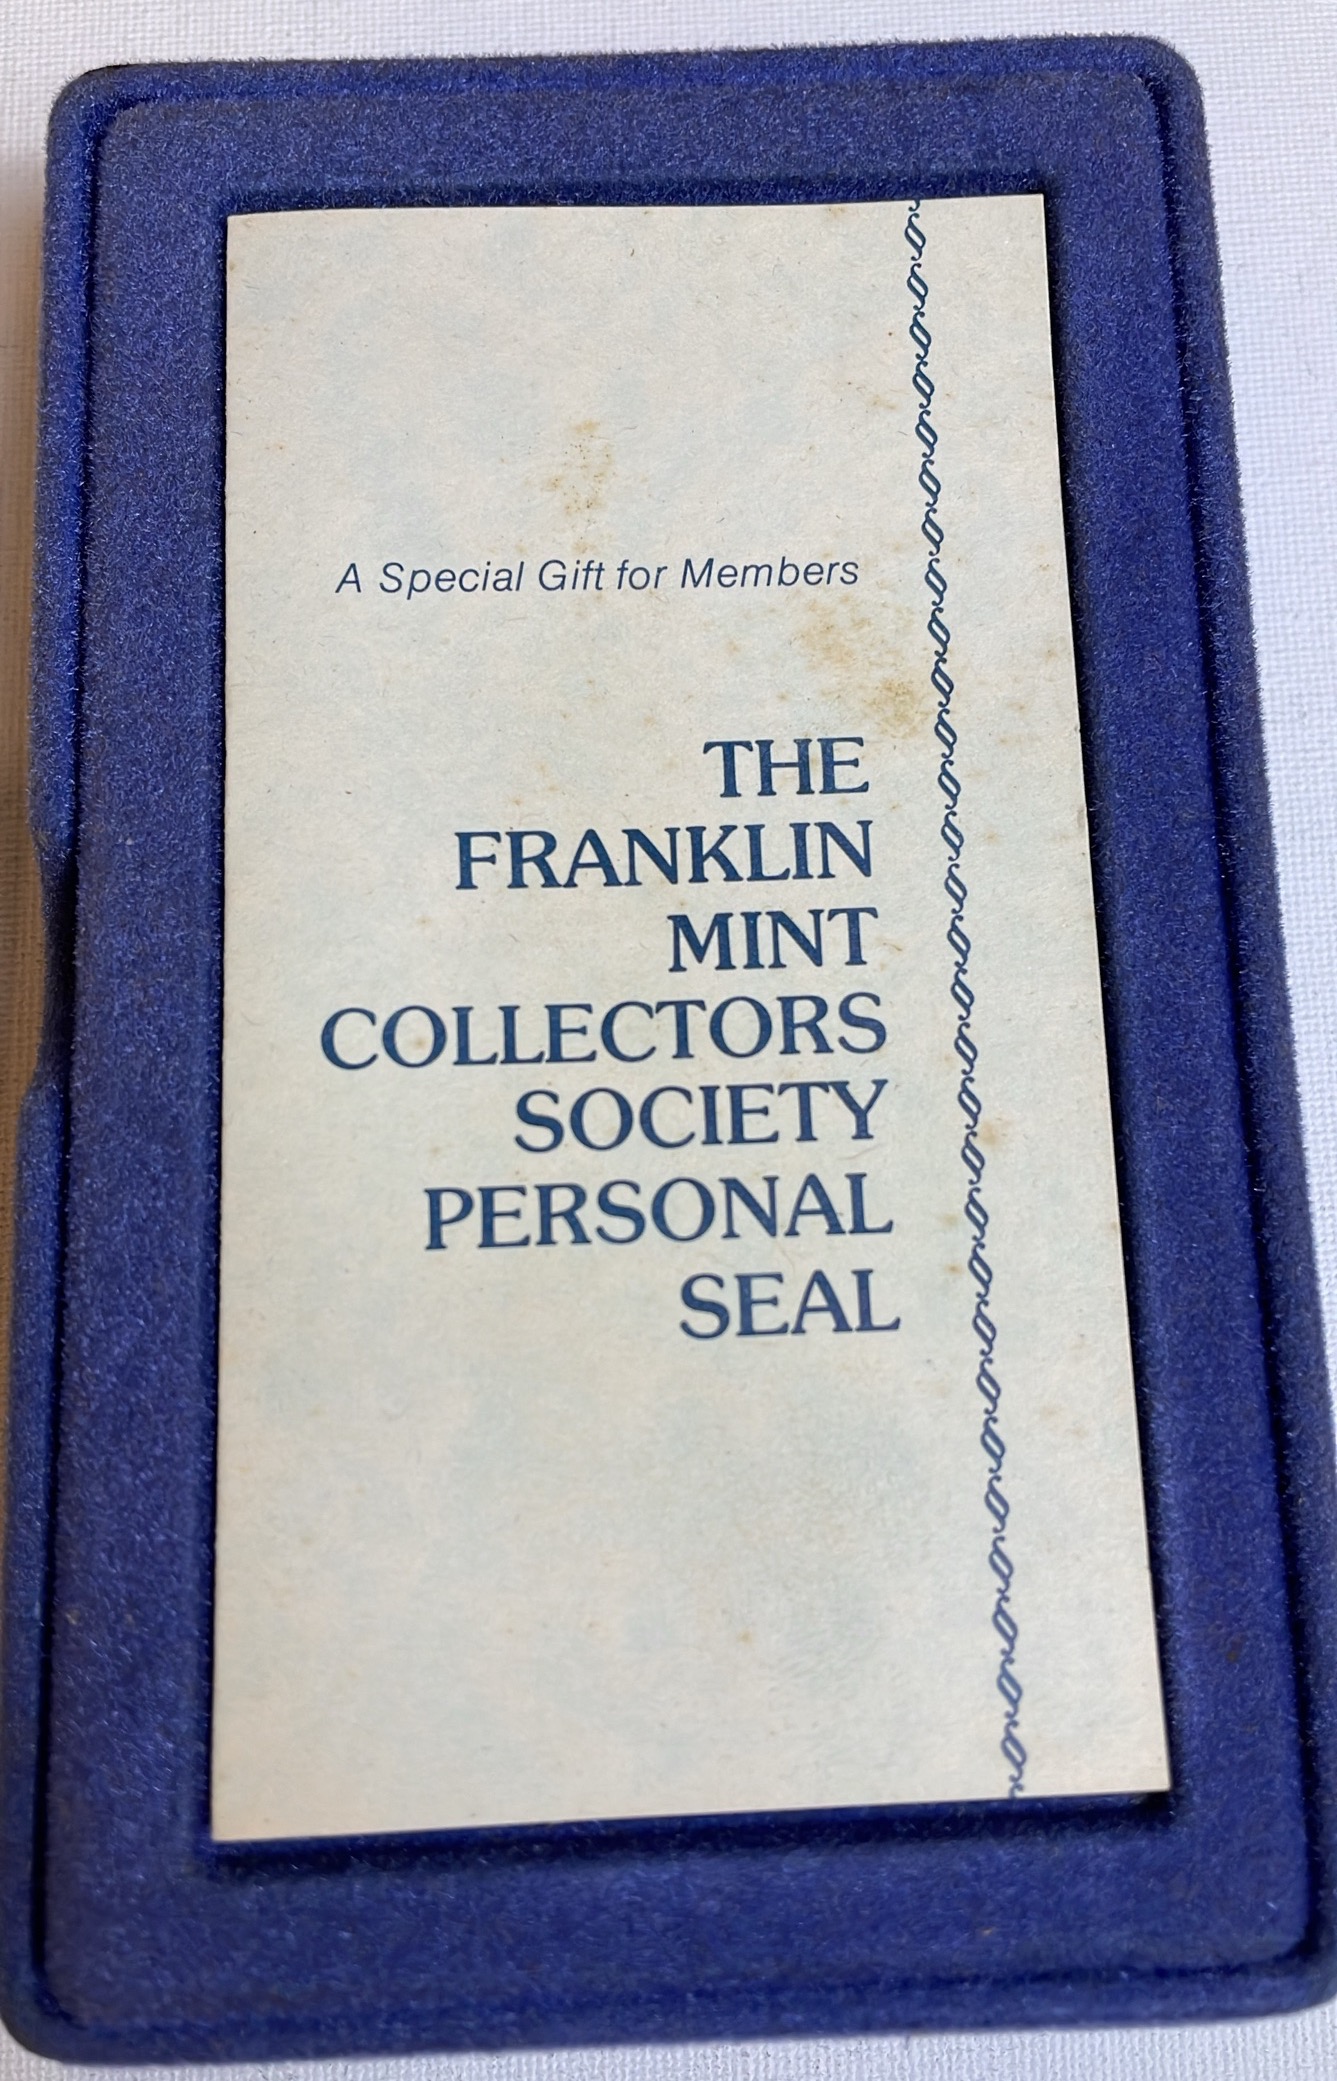 A Special Gift for Members
THE
FRANKLIN
MINT
COLLECTORS
SOCIETY
PERSONAL
SEAL